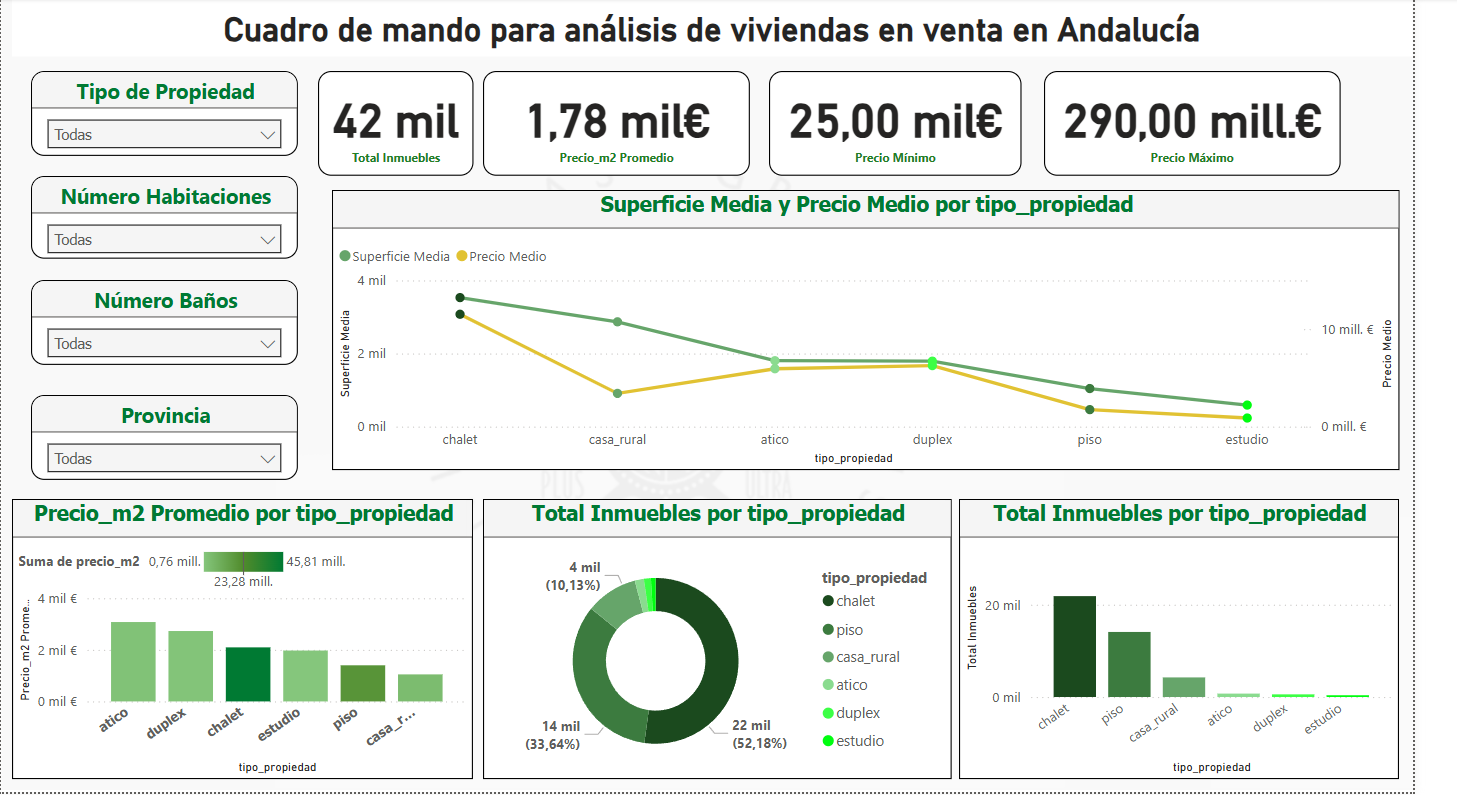 Cuadro de mando para análisis de viviendas en venta en Andalucía
Tipo de Propiedad
Todas
Número Habitaciones
Todas
Número Baños
Todas
Provincia
Todas
42 mil
Total Inmuebles
1,78 mil€
Precio_m2 Promedio
25,00 mil€
Precio Mínimo
290,00 mill.€
Precio Máximo
Superficie Media y Precio Medio por tipo_propiedad
Superficie Media Precio Medio
Superficie Media
4 mil
2 mil
0 mil
10 mill. €
0 mill. €
Precio Medio
chalet casa_rural atico duplex piso estudio
tipo_propiedad
PLUS ULTRA
Precio_m2 Promedio por tipo_propiedad
Suma de precio_m2 0,76 mill. 45,81 mill.
23,28 mill.
Precio_m2 Prome...
4 mil €
2 mil €
0 mil €
atico duplex chalet estudio piso casa_r...
tipo_propiedad
Total Inmuebles por tipo_propiedad
4 mil
(10,13%)
14 mil
(33,64%)
22 mil
(52,18%)
tipo_propiedad
chalet
piso
casa_rural
atico
duplex
estudio
Total Inmuebles por tipo_propiedad
Total Inmuebles
20 mil
0 mil
chalet piso casa_rural atico duplex estudio
tipo_propiedad